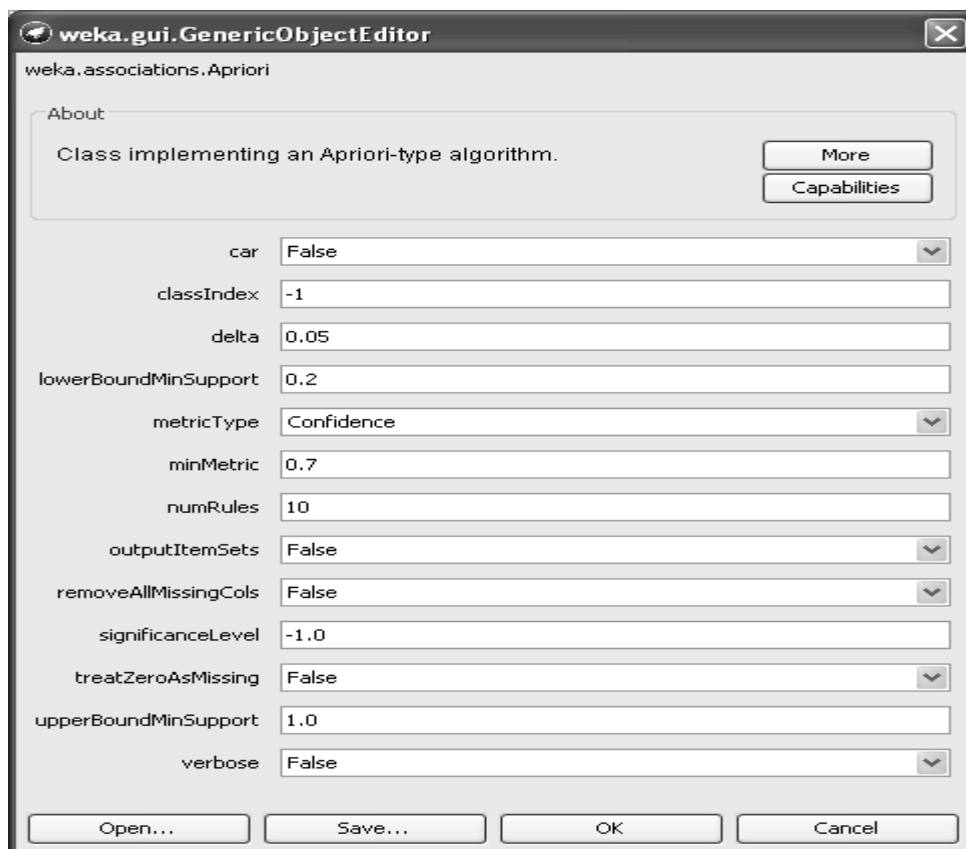 weka.gui.GenericObjectEditor
weka.associations.Apriori
About
Class implementing an Apriori-type algorithm.
More
Capabilities
car False
classIndex -1
delta 0.05
lowerBoundMinSupport 0.2
metricType Confidence
minMetric 0.7
numRules 10
outputItemSets False
removeAllMissingCols False
significanceLevel -1.0
treatZeroAsMissing False
upperBoundMinSupport 1.0
verbose False
Open... Save... OK Cancel